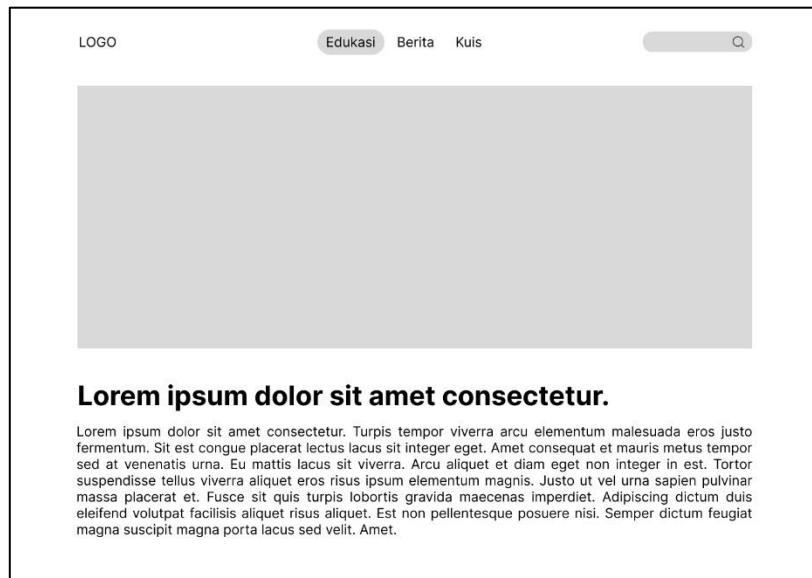 LOGO Edukasi Berita Kuis
Lorem ipsum dolor sit amet consectetur.
Lorem ipsum dolor sit amet consectetur. Turpis tempor viverra arcu elementum malesuada eros justo
fermentum. Sit est congue placerat lectus lacus sit integer eget. Amet consequat et mauris metus tempor
sed at venenatis urna. Eu mattis lacus sit viverra. Arcu aliquet et diam eget non integer in est. Tortor
suspendisse tellus viverra aliquet eros risus ipsum elementum magnis. Justo ut vel urna sapien pulvinar
massa placerat et. Fusce sit quis turpis lobortis gravida maecenas imperdiet. Adipiscing dictum duis
eleifend volutpat facilisis aliquet risus aliquet. Est non pellentesque posuere nisi. Semper dictum feugiat
magna suscipit magna porta lacus sed velit. Amet.